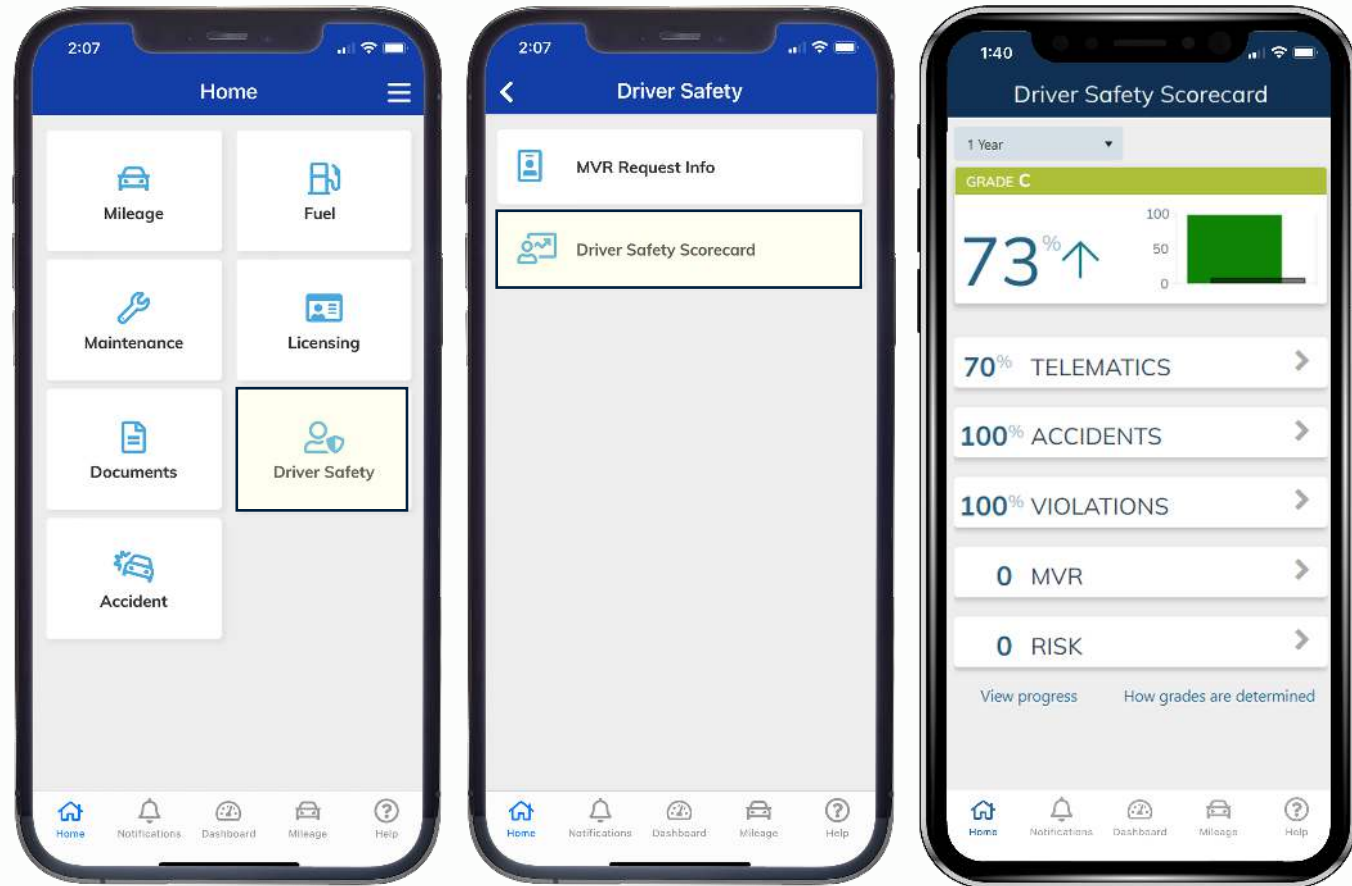 2:07
Home
Mileage
Fuel
Maintenance
Licensing
Documents
Driver Safety
Accident
Home
Notifications
Dashboard
Mileage
Help
2:07
Driver Safety
MVR Request Info
Driver Safety Scorecard
Home
Notifications
Dashboard
Mileage
Help
1:40
Driver Safety Scorecard
1 Year
GRADE C
73%
100
50
0
70% TELEMATICS
100% ACCIDENTS
100% VIOLATIONS
0 MVR
0 RISK
View progress
How grades are determined
Home
Notifications
Dashboard
Mileage
Help